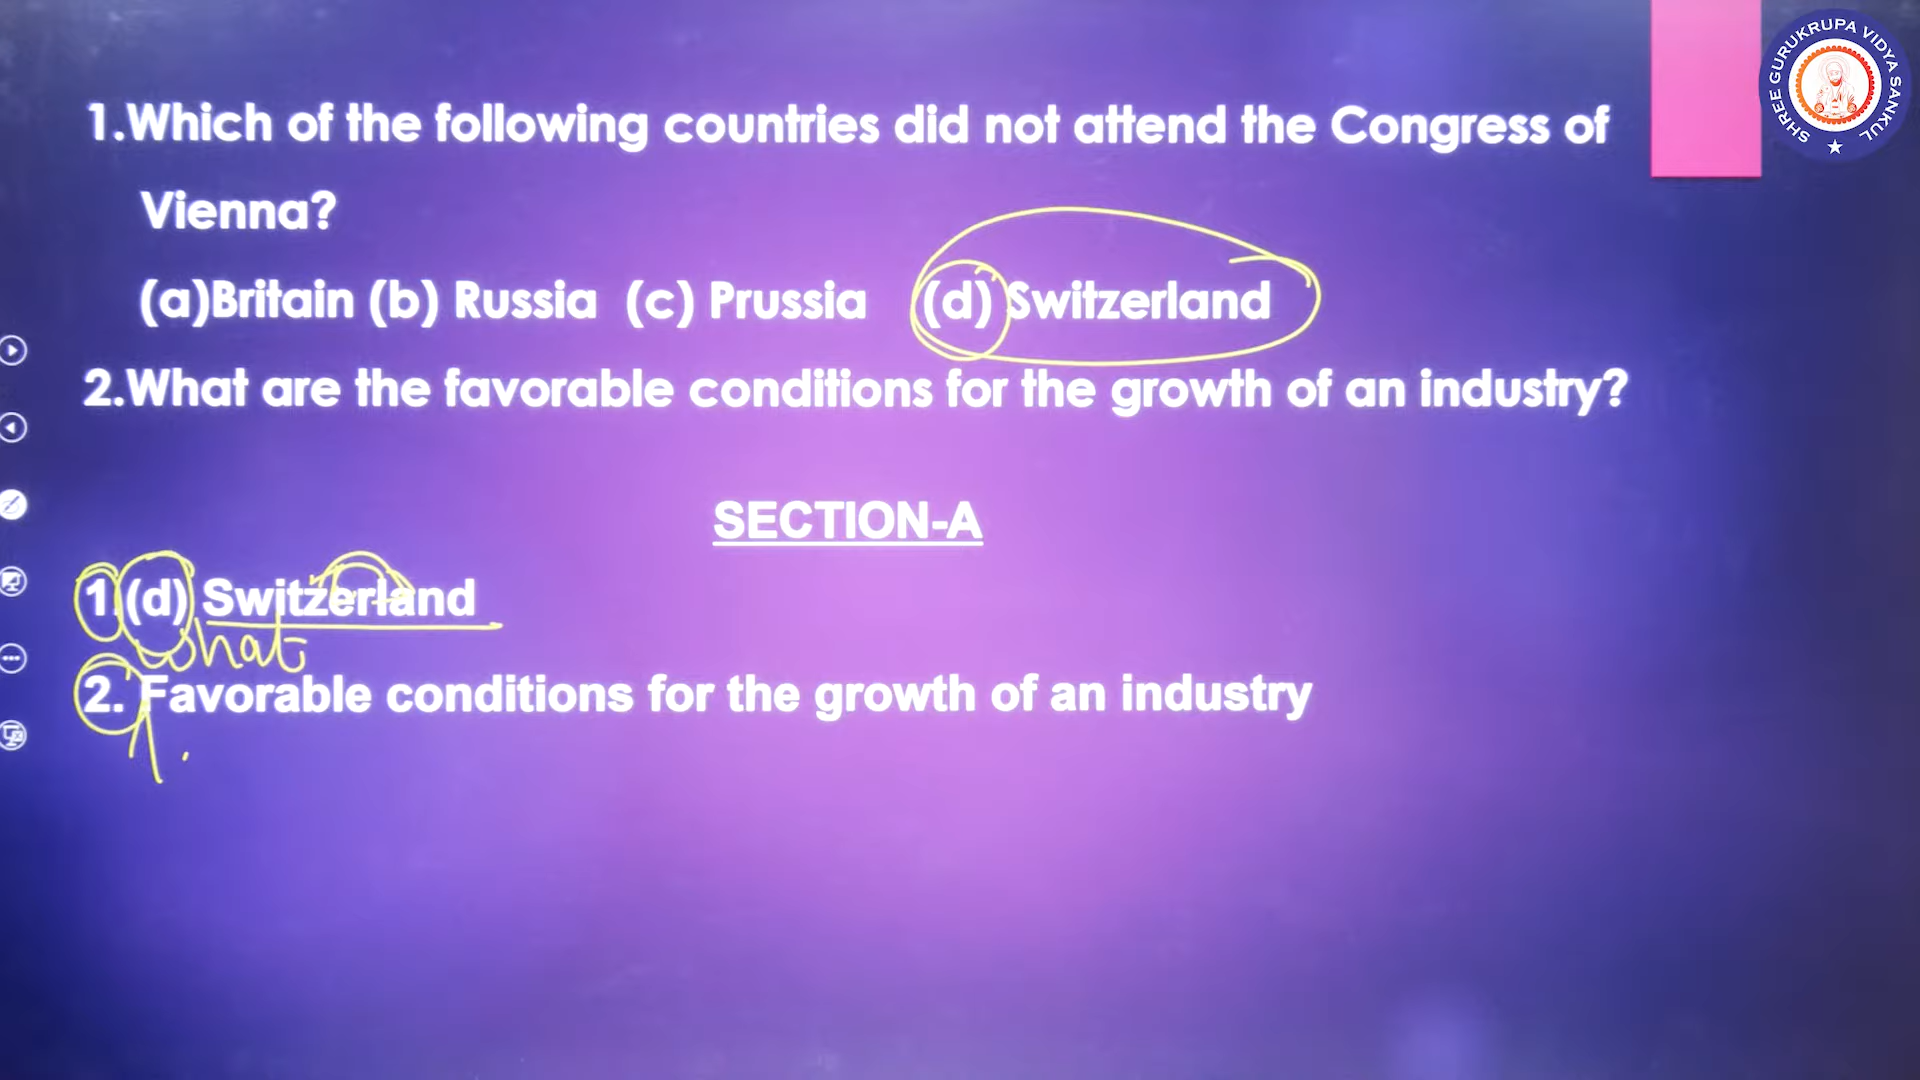 SHREE GURUKRUPA VIDYA SANKUL
1.Which of the following countries did not attend the Congress of
Vienna?
(a)Britain (b) Russia (c) Prussia (d) Switzerland
2.What are the favorable conditions for the growth of an industry?
SECTION-A
1.(d) Switzerland
what
2. Favorable conditions for the growth of an industry